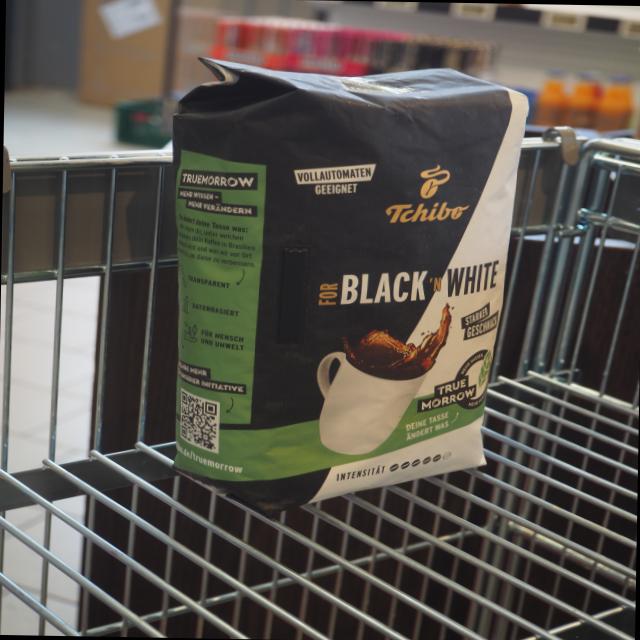 TRUEMORROW
MEHR WISSEN -
MEHR VERÄNDERN
TRANSPARENT
DATENBASIERT
FÜR MENSCH
UND UMWELT
INITIATIVE
.de/truemorrow
VOLLAUTOMATEN
GEEIGNET
Tchibo
FOR BLACK 'N WHITE
STARKER
GESCHMACK
TRUE
MORROW
DEINE TASSE
ÄNDERT WAS
INTENSITÄT